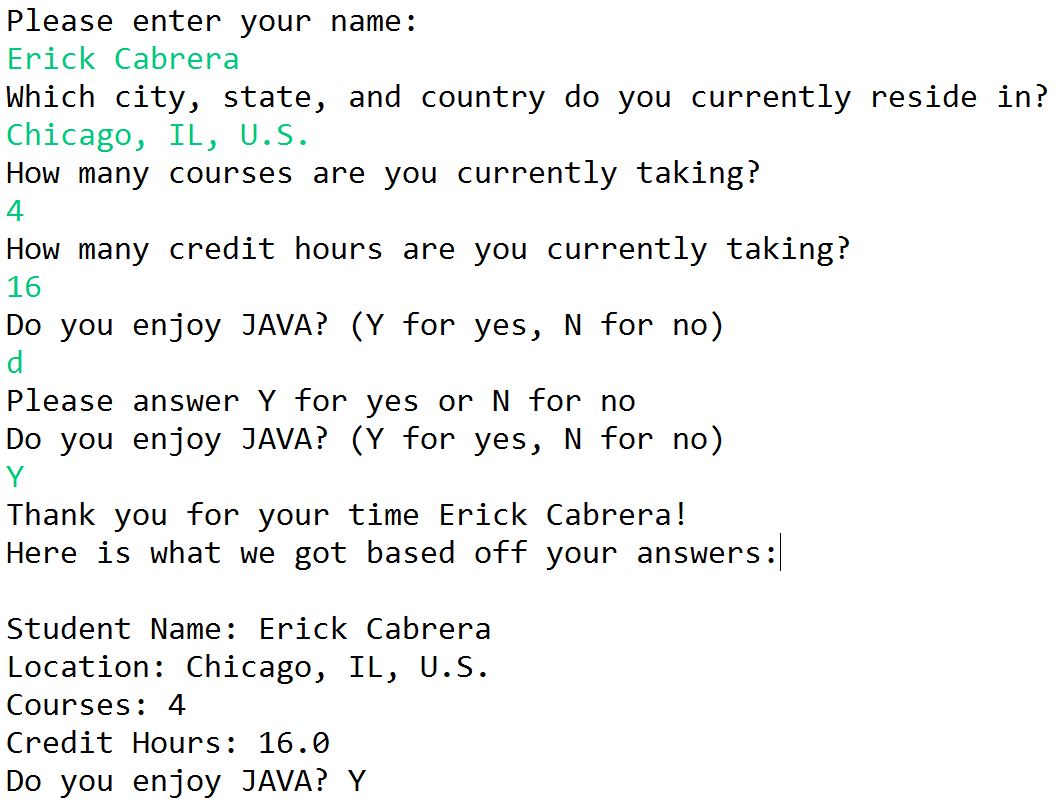 Please enter your name:
Erick Cabrera
Which city, state, and country do you currently reside in?
Chicago, IL, U.S.
How many courses are you currently taking?
4
How many credit hours are you currently taking?
16
Do you enjoy JAVA? (Y for yes, N for no)
d
Please answer Y for yes or N for no
Do you enjoy JAVA? (Y for yes, N for no)
Y
Thank you for your time Erick Cabrera!
Here is what we got based off your answers:
Student Name: Erick Cabrera
Location: Chicago, IL, U.S.
Courses: 4
Credit Hours: 16.0
Do you enjoy JAVA? Y